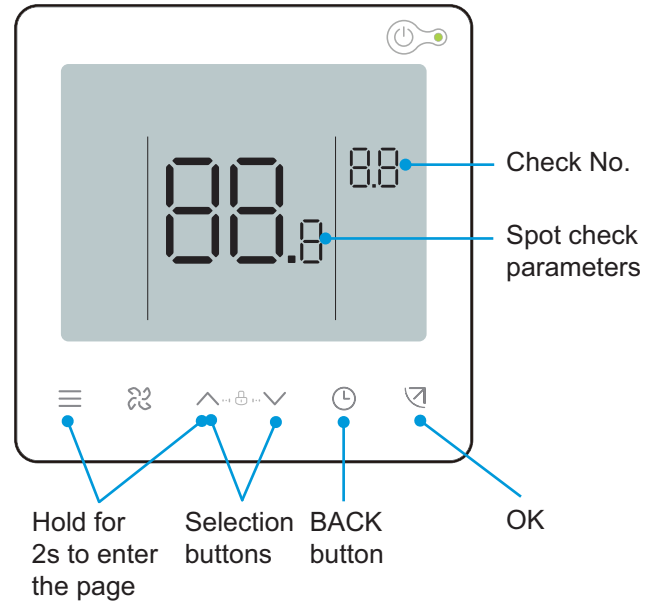 8.8
Check No.
88.8
Spot check
parameters
Hold for
2s to enter
the page
Selection
buttons
BACK
button
OK